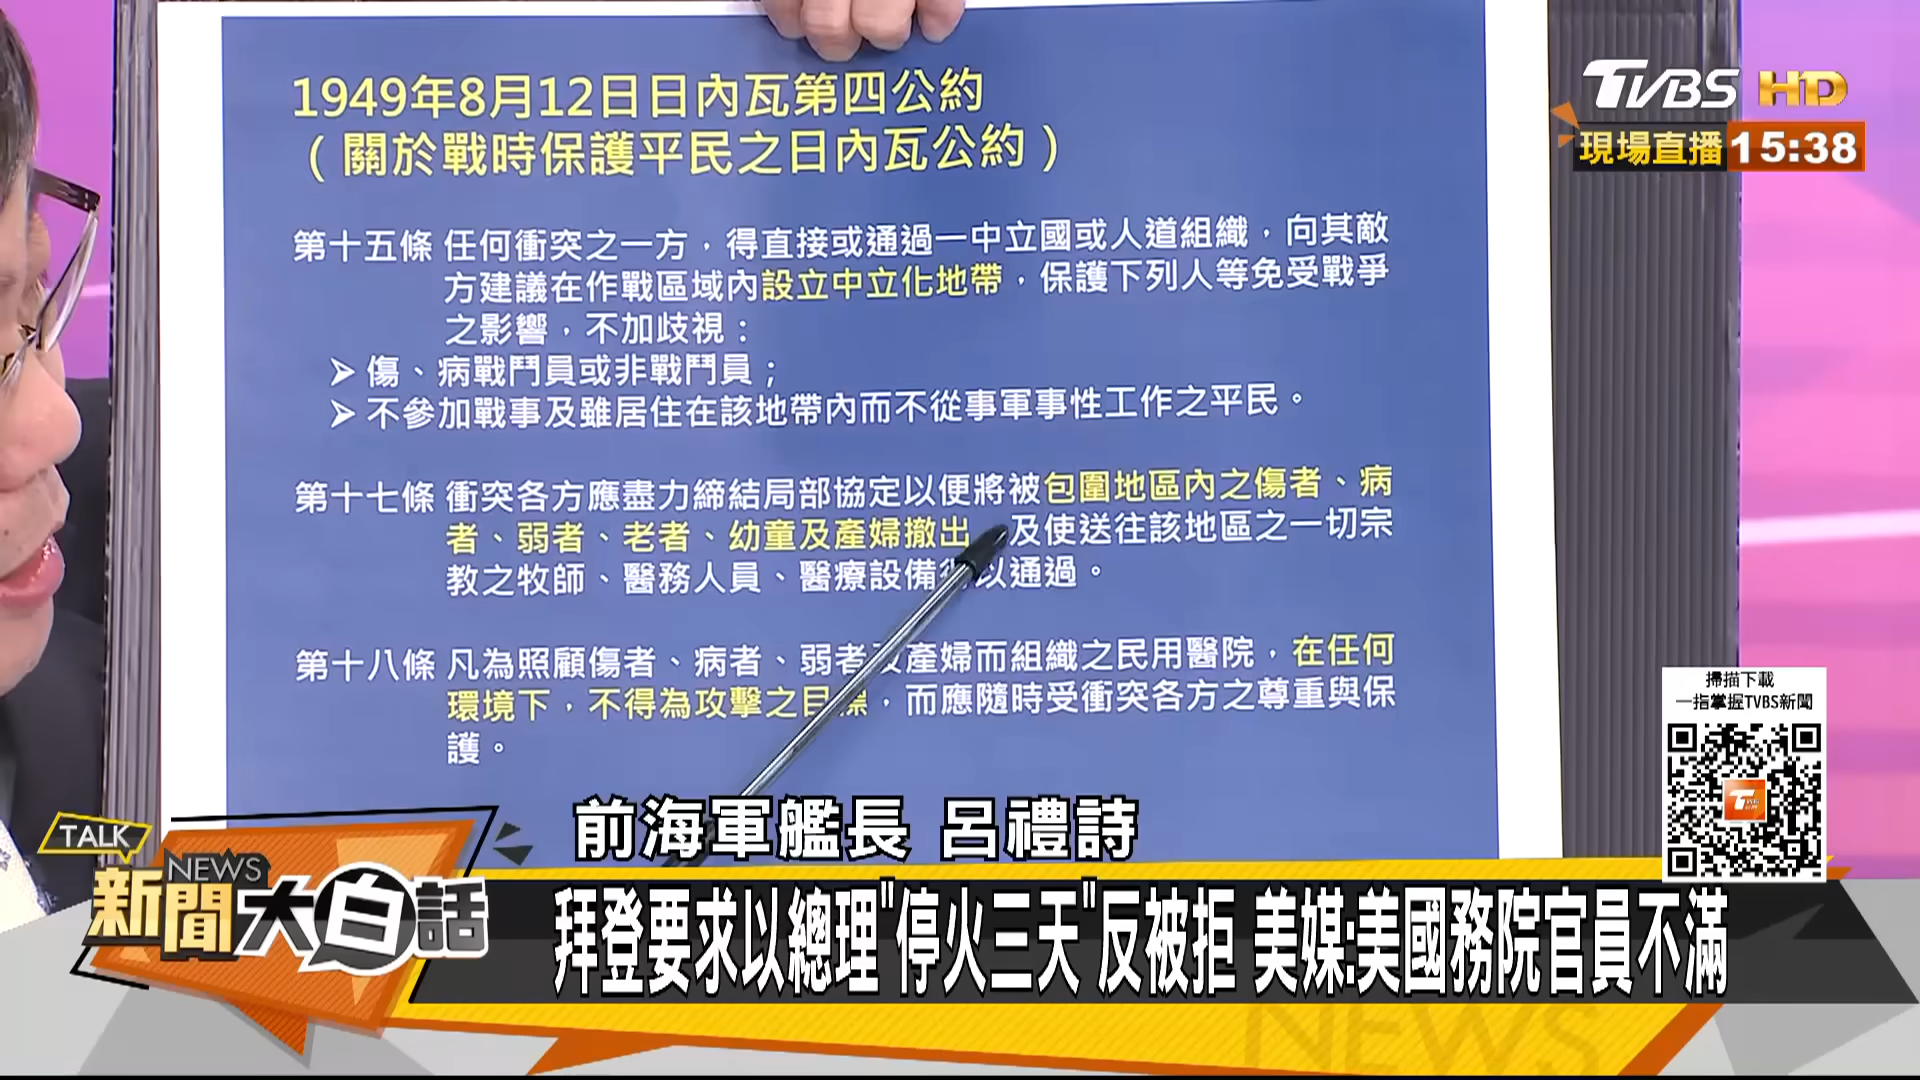 1949年8月12日日內瓦第四公約
（關於戰時保護平民之日內瓦公約）
第十五條 任何衝突之一方，得直接或通過一中立國或人道組織，向其敵
方建議在作戰區域內設立中立化地帶，保護下列人等免受戰爭
之影響，不加歧視：
➢ 傷、病戰鬥員或非戰鬥員；
➢ 不參加戰事及雖居住在該地帶內而不從事軍事性工作之平民。
第十七條 衝突各方應盡力締結局部協定以便將被包圍地區內之傷者、病
者、弱者、老者、幼童及產婦撤出 及使送往該地區之一切宗
教之牧師、醫務人員、醫療設備得以通過。
第十八條 凡為照顧傷者、病者、弱者及產婦而組織之民用醫院，在任何
環境下，不得為攻擊之目標，而應隨時受衝突各方之尊重與保
護。
TVBS HD
現場直播 15:38
掃描下載
一指掌握TVBS新聞
前海軍艦長 呂禮詩
TALK
NEWS
新聞大白話
拜登要求以總理"停火三天"反被拒 美媒:美國務院官員不滿
NEWS